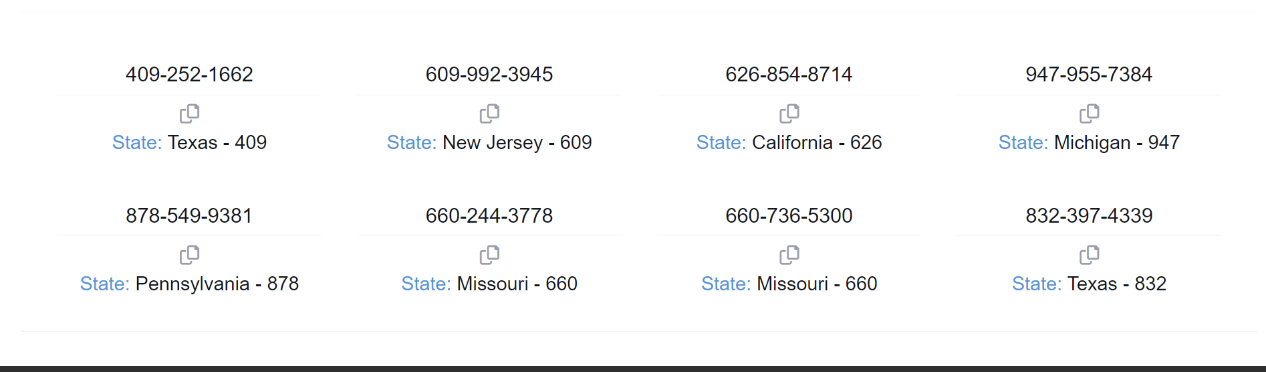 409-252-1662 609-992-3945 626-854-8714 947-955-7384
State: Texas - 409 State: New Jersey - 609 State: California - 626 State: Michigan - 947
878-549-9381 660-244-3778 660-736-5300 832-397-4339
State: Pennsylvania - 878 State: Missouri - 660 State: Missouri - 660 State: Texas - 832